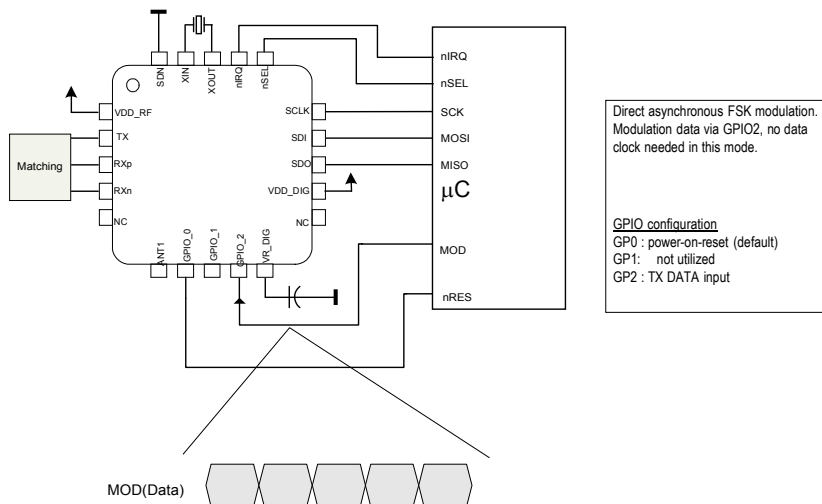 SDN
XIN
XOUT
nIRQ
nSEL
VDD_RF
TX
RXp
RXn
NC
Matching
SCLK
SDI
SDO
VDD_DIG
NC
ANT1
GPIO_0
GPIO_1
GPIO_2
VR_DIG
nIRQ
nSEL
SCK
MOSI
MISO
μC
MOD
nRES
Direct asynchronous FSK modulation.
Modulation data via GPIO2, no data
clock needed in this mode.
GPIO configuration
GP0 : power-on-reset (default)
GP1: not utilized
GP2 : TX DATA input
MOD(Data)